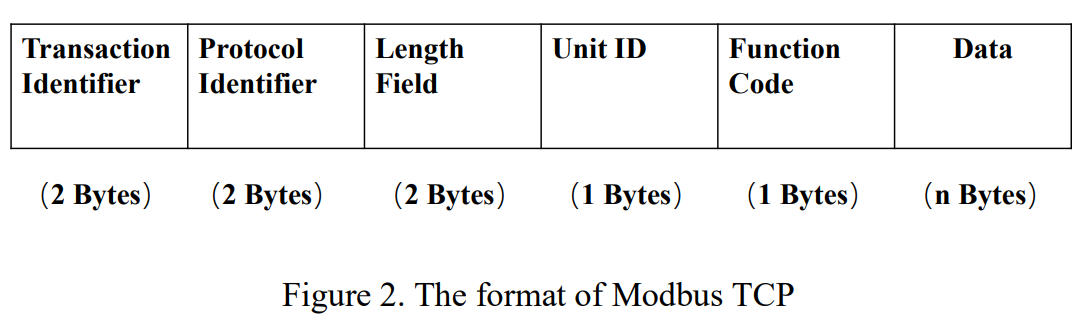 Transaction Identifier
Protocol Identifier
Length Field
Unit ID
Function Code
Data
(2 Bytes)
(2 Bytes)
(2 Bytes)
(1 Bytes)
(1 Bytes)
(n Bytes)
Figure 2. The format of Modbus TCP